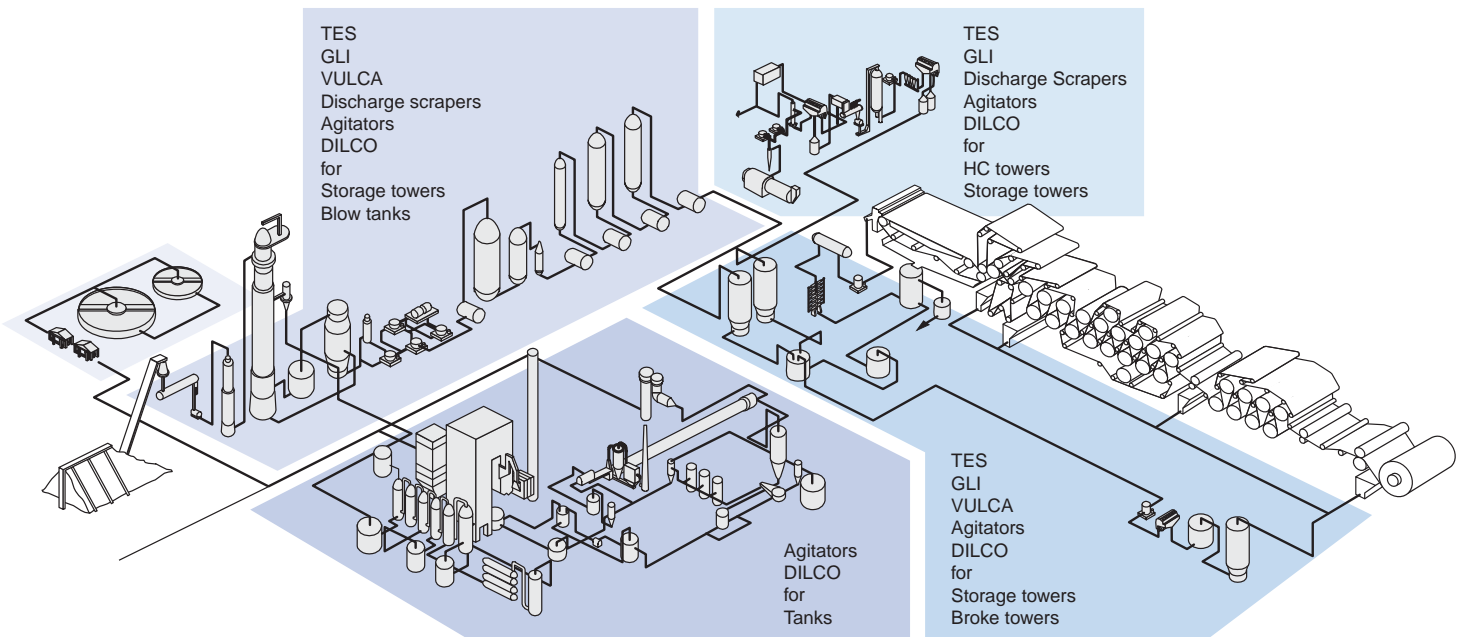 TES
GLI
VULCA
Discharge scrapers
Agitators
DILCO
for
Storage towers
Blow tanks
TES
GLI
Discharge Scrapers
Agitators
DILCO
for
HC towers
Storage towers
Agitators
DILCO
for
Tanks
TES
GLI
VULCA
Agitators
DILCO
for
Storage towers
Broke towers